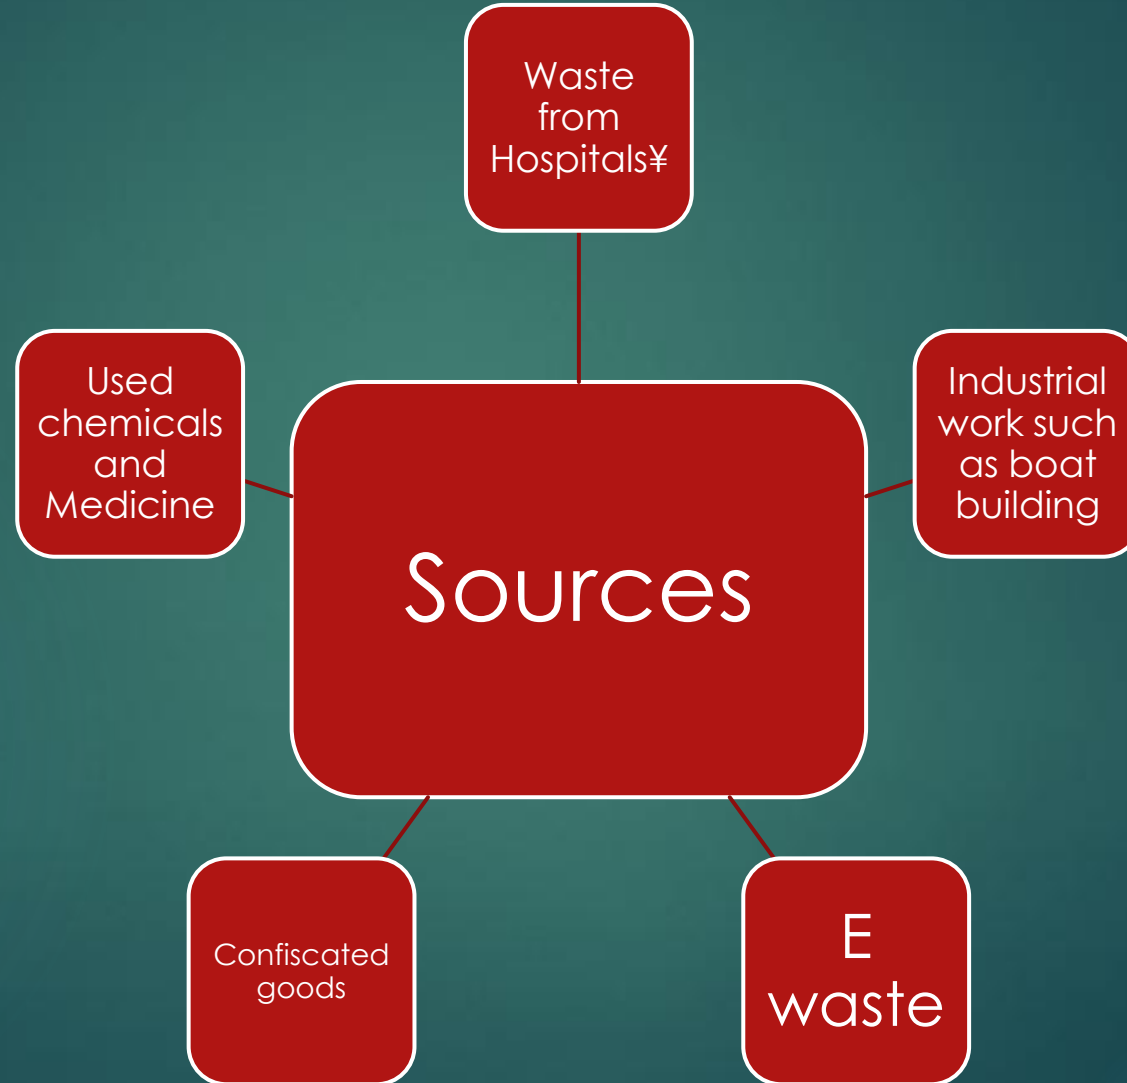 Waste
from
Hospitals¥
Used
chemicals
and
Medicine
Industrial
work such
as boat
building
Sources
Confiscated
goods
E
waste